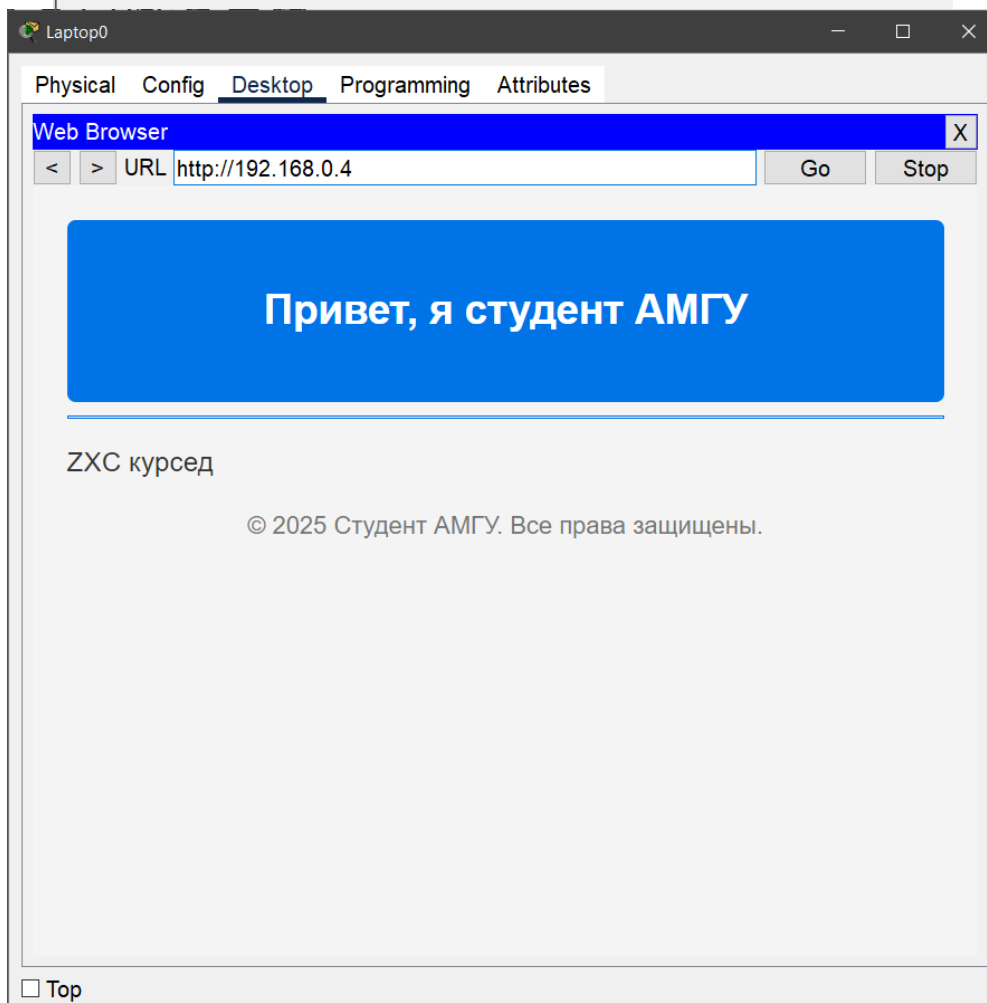 Laptop0
Physical Config Desktop Programming Attributes
Web Browser X
< > URL http://192.168.0.4 Go Stop
Привет, я студент АМГУ
ZXC курсед
© 2025 Студент АМГУ. Все права защищены.
Top